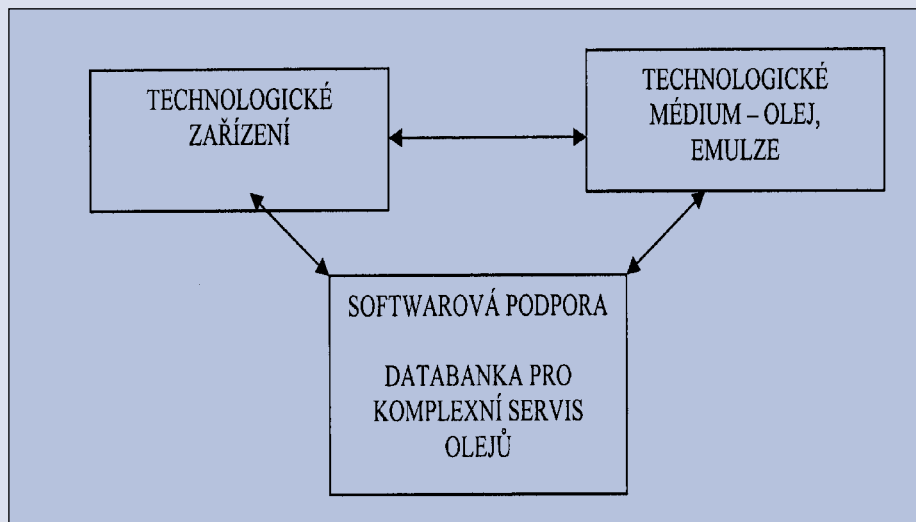 TECHNOLOGICKÉ
ZAŘÍZENÍ
TECHNOLOGICKÉ
MÉDIUM – OLEJ,
EMULZE
SOFTWAROVÁ PODPORA
DATABANKA PRO
KOMPLEXNÍ SERVIS
OLEJŮ